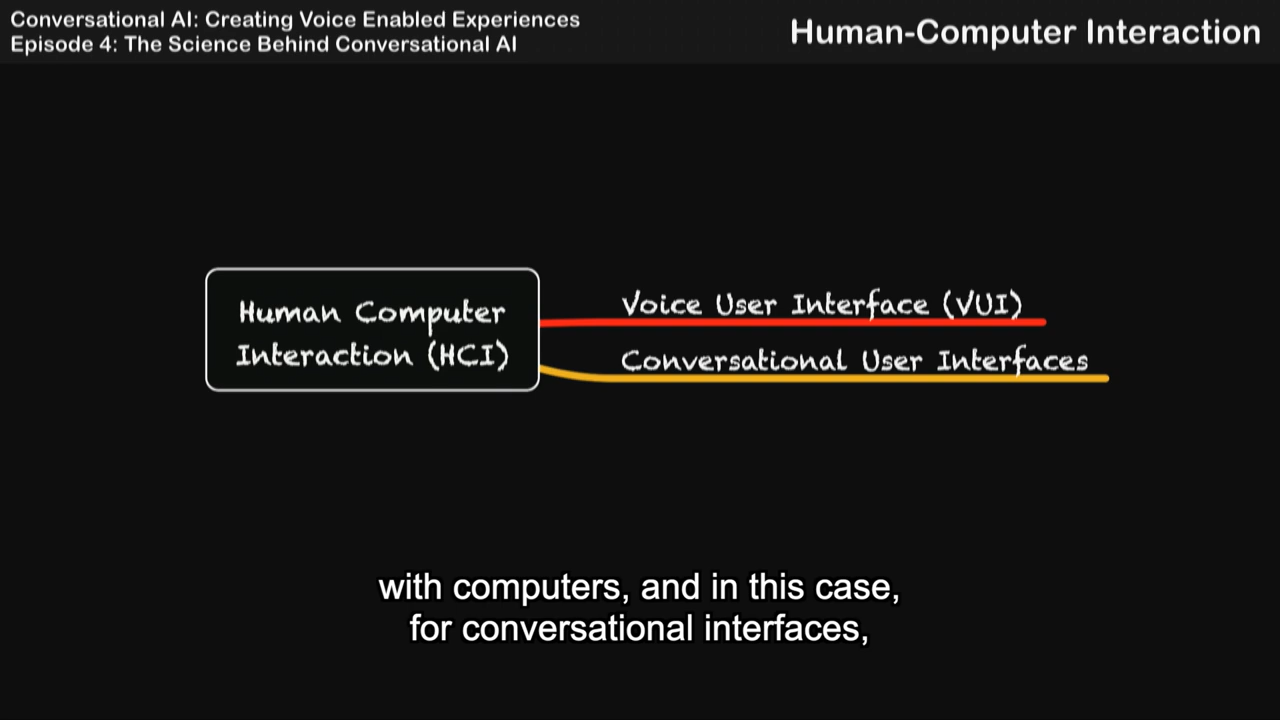 Conversational AI: Creating Voice Enabled Experiences
Episode 4: The Science Behind Conversational AI
Human-Computer Interaction
Human Computer
Interaction (HCI)
Voice User Interface (VUI)
Conversational User Interfaces
with computers, and in this case,
for conversational interfaces,